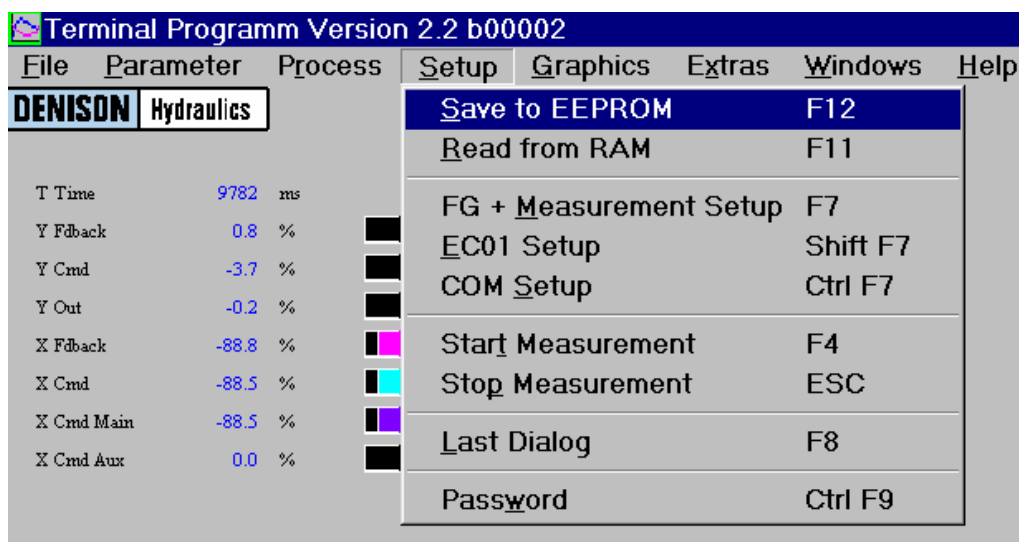 Terminal Programm Version 2.2 b00002
File Parameter Process Setup Graphics Extras Windows Help
DENISON Hydraulics
Save to EEPROM F12
Read from RAM F11
FG + Measurement Setup F7
EC01 Setup Shift F7
COM Setup Ctrl F7
Start Measurement F4
Stop Measurement ESC
Last Dialog F8
Password Ctrl F9
T Time 9782 ms
Y Fdback 0.8 %
Y Cmd -3.7 %
Y Out -0.2 %
X Fdback -88.8 %
X Cmd -88.5 %
X Cmd Main -88.5 %
X Cmd Aux 0.0 %